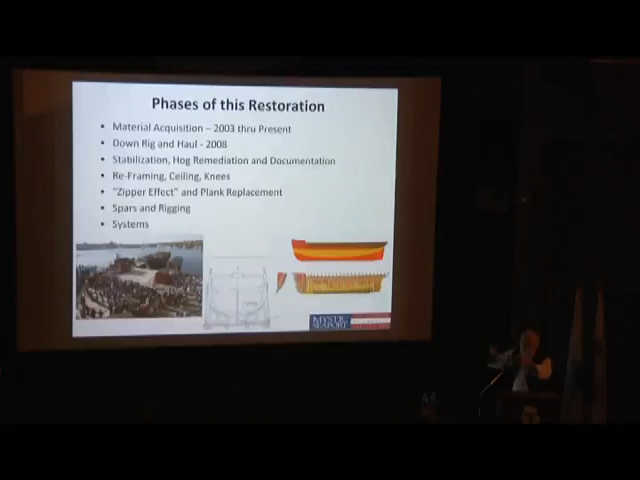 Phases of this Restoration
• Material Acquisition – 2003 thru Present
• Down Rig and Haul - 2008
• Stabilization, Hog Remediation and Documentation
• Re-Framing, Ceiling, Knees
• "Zipper Effect" and Plank Replacement
• Spars and Rigging
• Systems
MYSTIC
SEAPORT